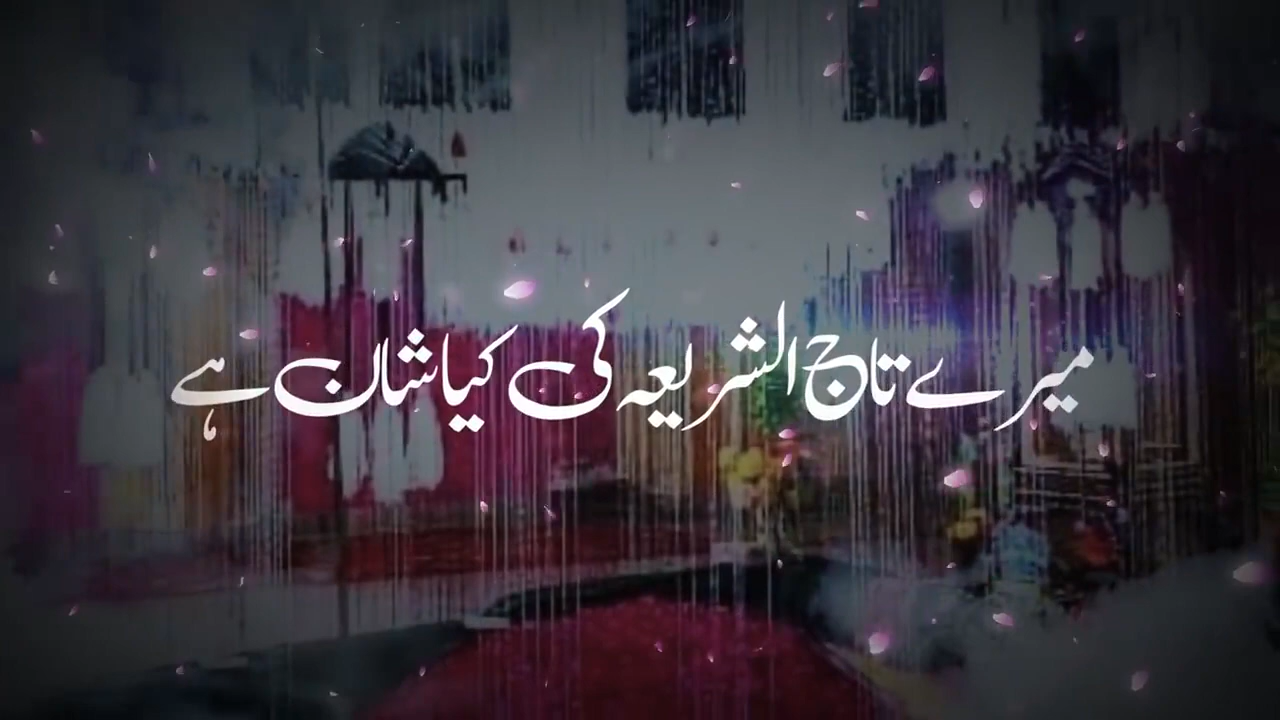 میرے تاج الشریعہ کی کیا شان ہے